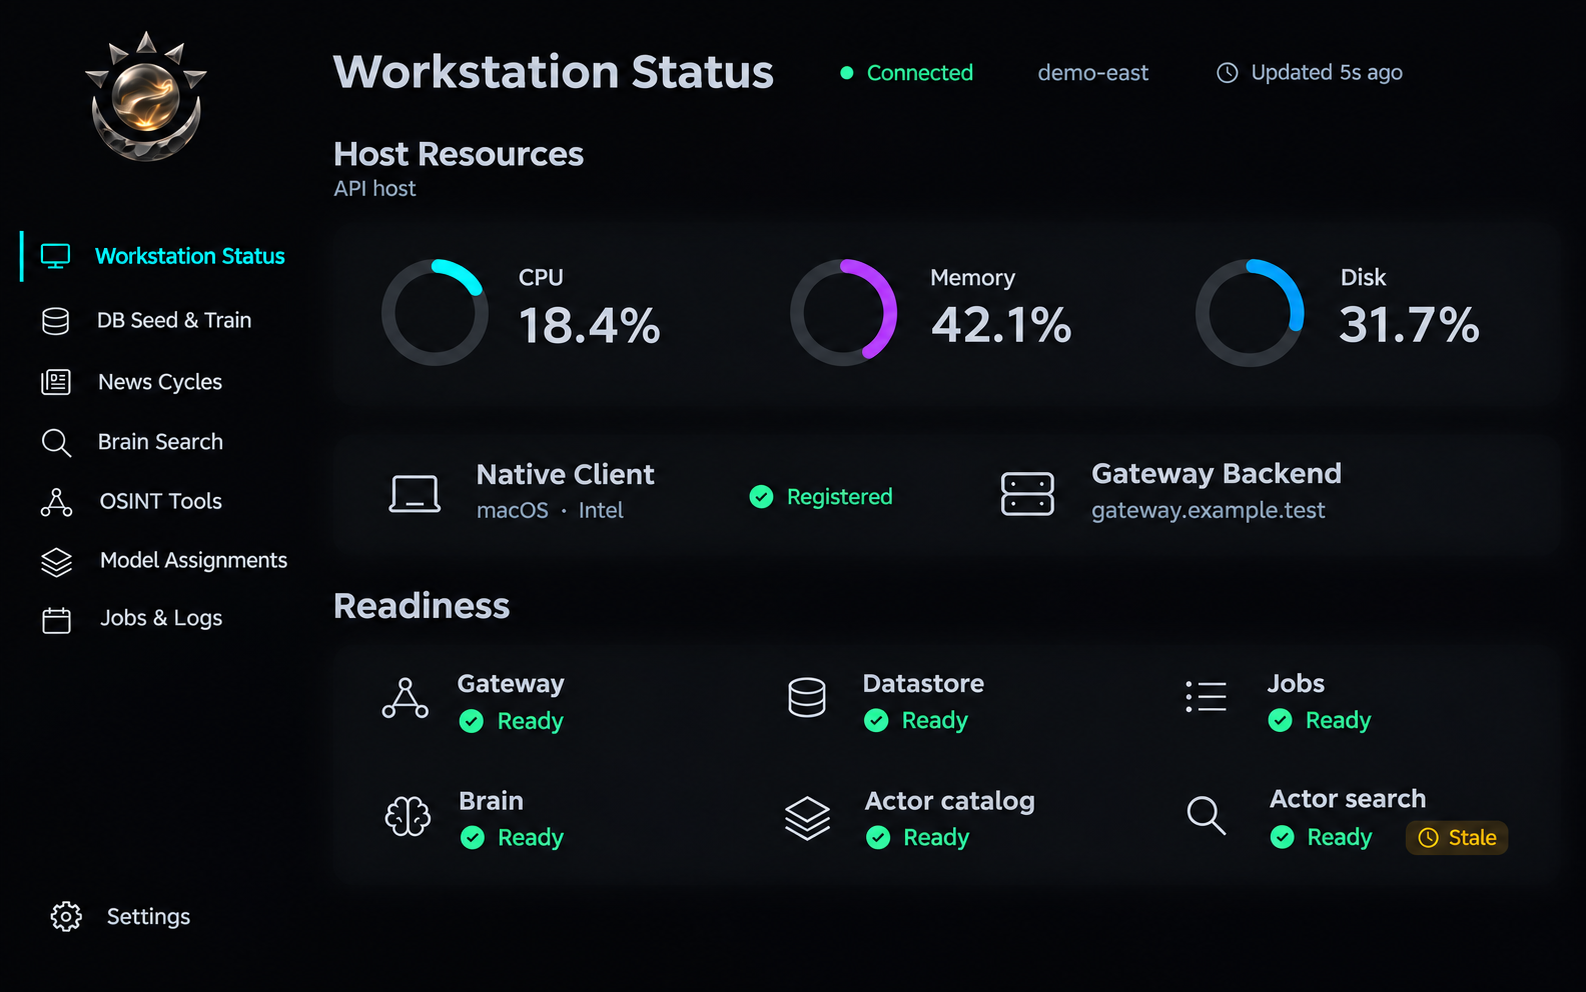 Workstation Status
Connected
demo-east
Updated 5s ago
Host Resources
API host
Workstation Status
DB Seed & Train
News Cycles
Brain Search
OSINT Tools
Model Assignments
Jobs & Logs
Settings
CPU
18.4%
Memory
42.1%
Disk
31.7%
Native Client
macOS · Intel
Registered
Gateway Backend
gateway.example.test
Readiness
Gateway
Ready
Datastore
Ready
Jobs
Ready
Brain
Ready
Actor catalog
Ready
Actor search
Ready
Stale